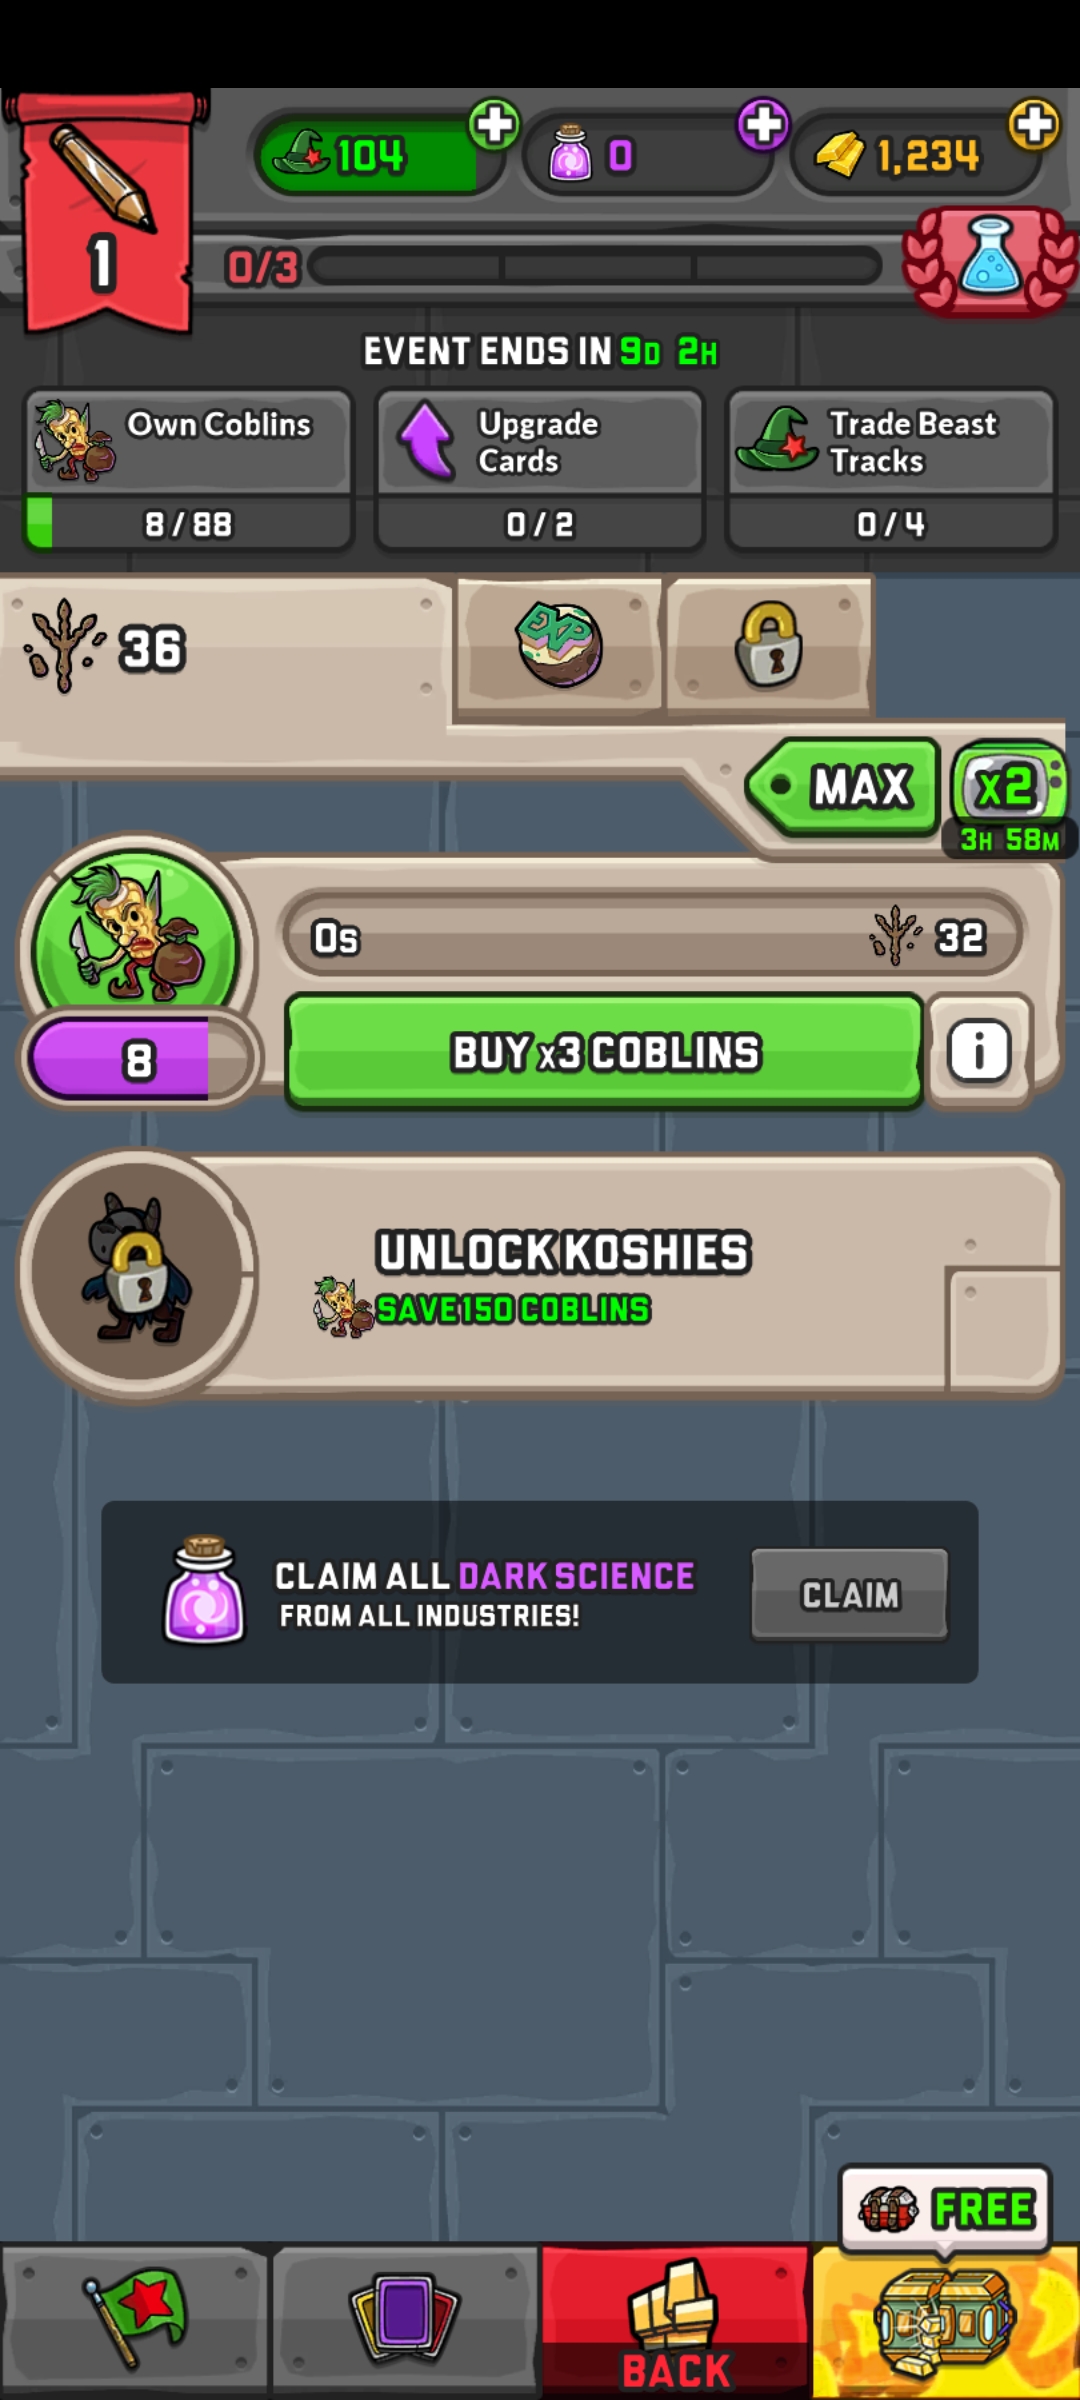 104
0
1,234
1
0/3
EVENT ENDS IN 9D 2H
Own Coblins
8 / 88
Upgrade
Cards
0 / 2
Trade Beast
Tracks
0 / 4
36
EXP
MAX
x2
3H 58M
0s
32
8
BUY x3 COBLINS
i
UNLOCK KOSHIES
SAVE 150 COBLINS
CLAIM ALL DARK SCIENCE
FROM ALL INDUSTRIES!
CLAIM
FREE
BACK